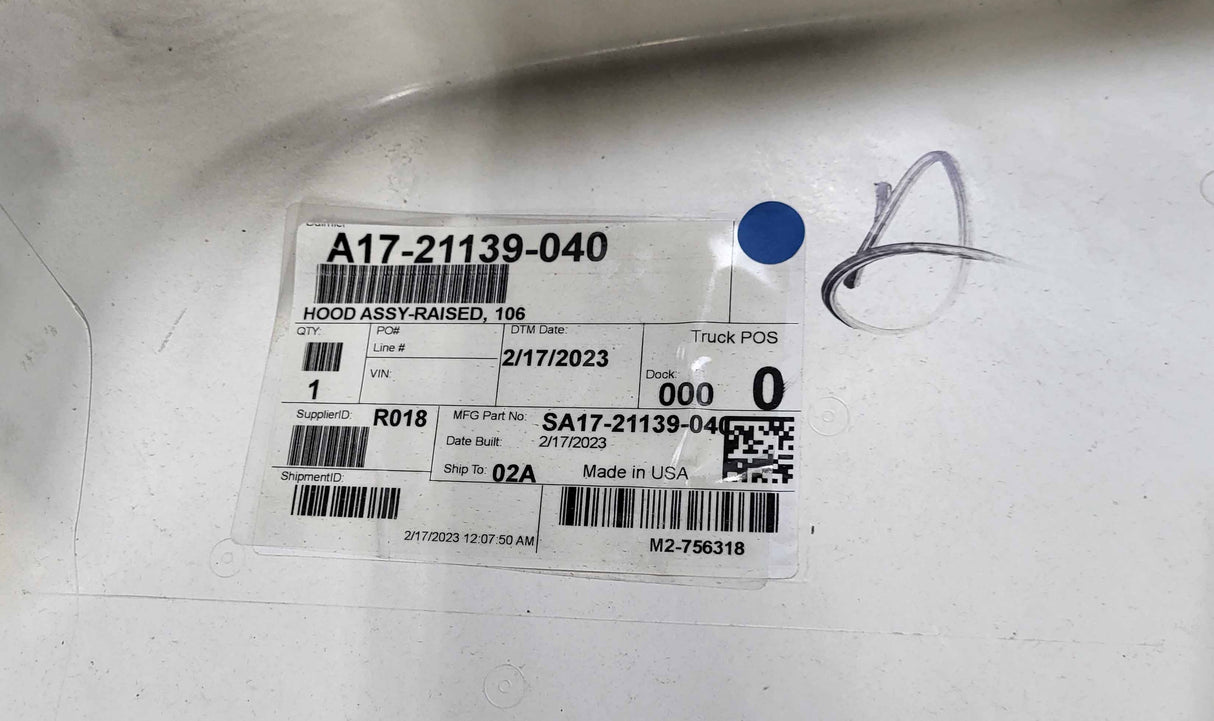 Daimler
A17-21139-040
HOOD ASSY-RAISED, 106
QTY:
1
PO#
Line #
VIN:
DTM Date:
2/17/2023
Truck POS
Dock:
000 0
SupplierID: R018
MFG Part No: SA17-21139-040
Date Built: 2/17/2023
Ship To: 02A Made in USA
ShipmentID:
2/17/2023 12:07:50 AM
M2-756318